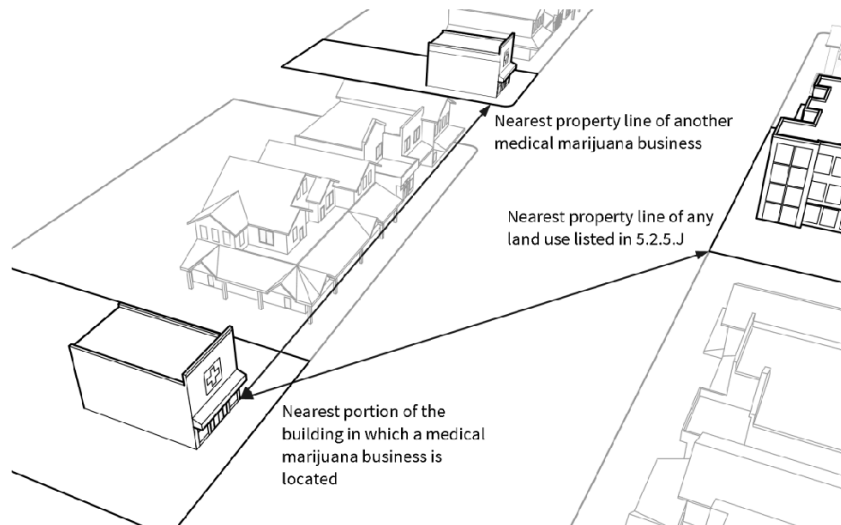 Nearest property line of another
medical marijuana business
Nearest property line of any
land use listed in 5.2.5.J
Nearest portion of the
building in which a medical
marijuana business is
located